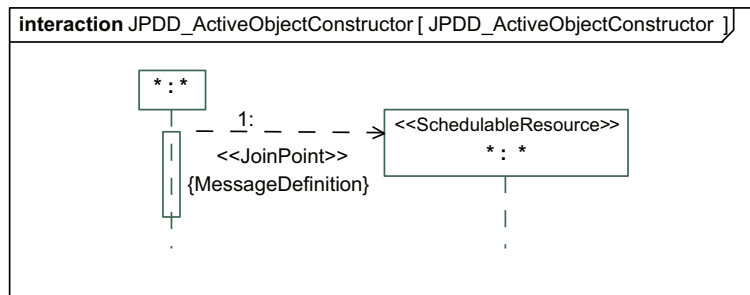 interaction JPDD_ActiveObjectConstructor [ JPDD_ActiveObjectConstructor ]
* : *
1:
<<JoinPoint>>
{MessageDefinition}
<<SchedulableResource>>
* : *